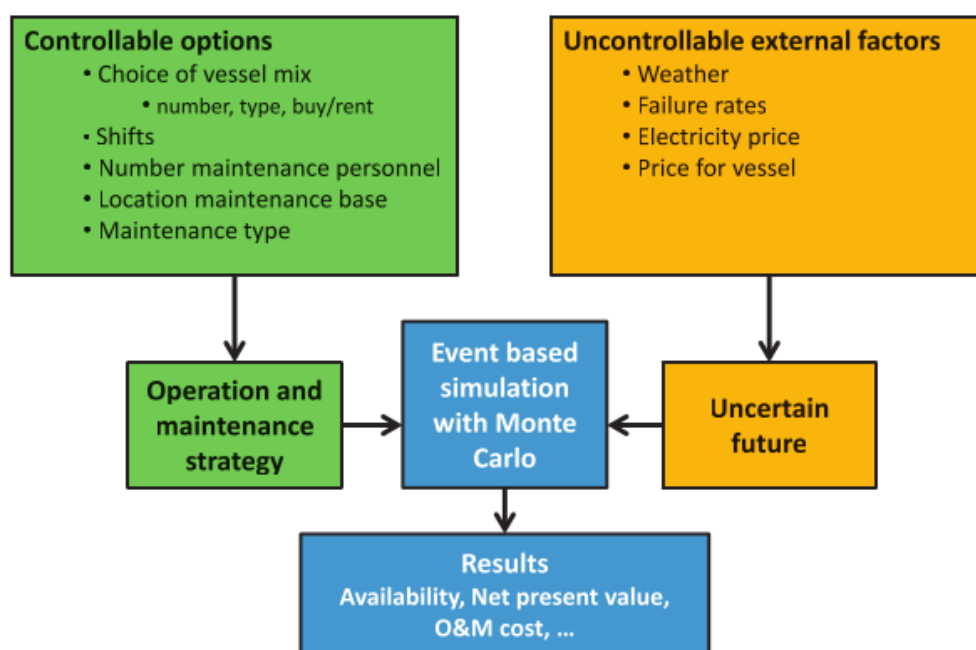 Controllable options
• Choice of vessel mix
• number, type, buy/rent
• Shifts
• Number maintenance personnel
• Location maintenance base
• Maintenance type
Uncontrollable external factors
• Weather
• Failure rates
• Electricity price
• Price for vessel
Operation and
maintenance
strategy
Event based
simulation
with Monte
Carlo
Uncertain
future
Results
Availability, Net present value,
O&M cost, ...